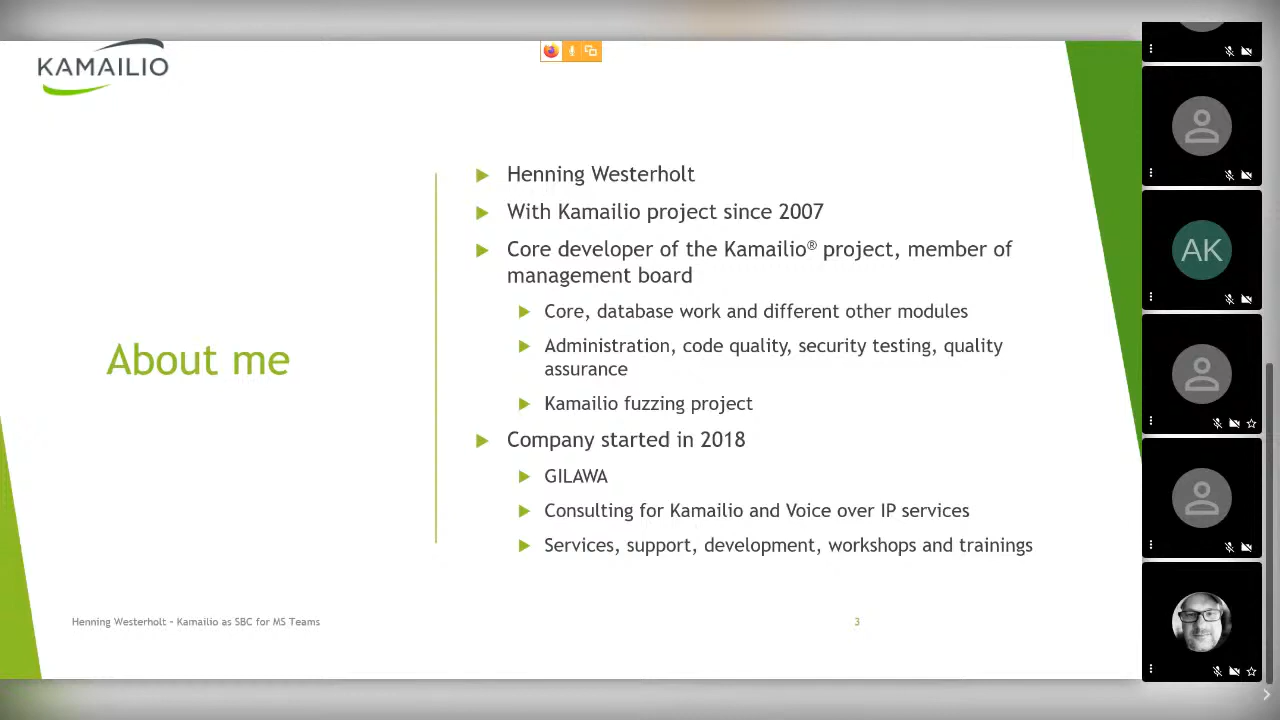 KAMAILIO
Henning Westerholt
With Kamailio project since 2007
Core developer of the Kamailio® project, member of
management board
Core, database work and different other modules
Administration, code quality, security testing, quality
assurance
Kamailio fuzzing project
About me
Company started in 2018
GILAWA
Consulting for Kamailio and Voice over IP services
Services, support, development, workshops and trainings
Henning Westerholt - Kamailio as SBC for MS Teams
3
AK